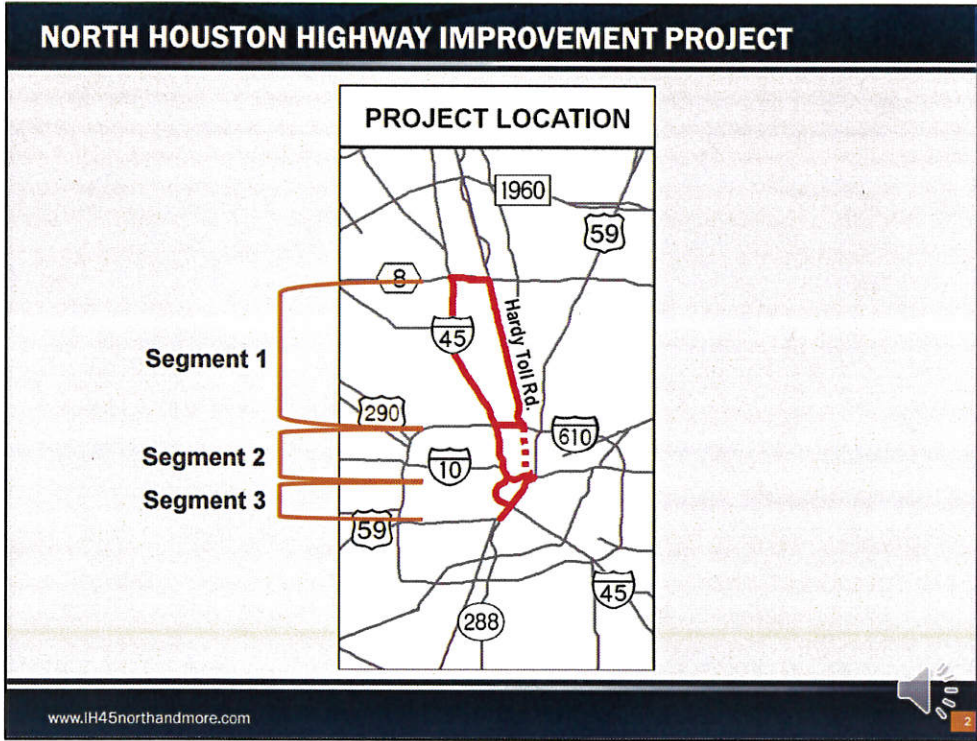 NORTH HOUSTON HIGHWAY IMPROVEMENT PROJECT
PROJECT LOCATION
1960
59
8
45
Hardy Toll Rd.
Segment 1
290
610
Segment 2
10
Segment 3
59
45
288
www.IH45northandmore.com
2